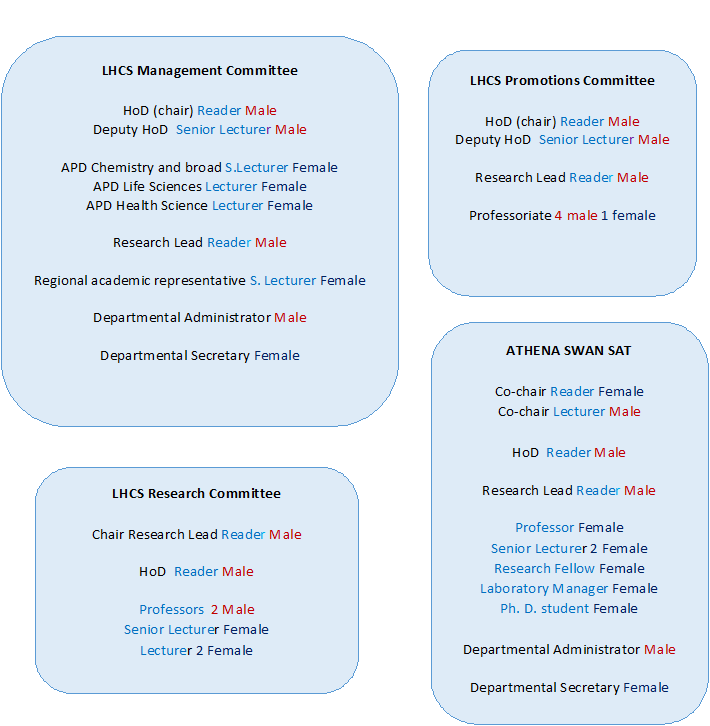 LHCS Management Committee
HoD (chair) Reader Male
Deputy HoD Senior Lecturer Male
APD Chemistry and broad S.Lecturer Female
APD Life Sciences Lecturer Female
APD Health Science Lecturer Female
Research Lead Reader Male
Regional academic representative S. Lecturer Female
Departmental Administrator Male
Departmental Secretary Female
LHCS Promotions Committee
HoD (chair) Reader Male
Deputy HoD Senior Lecturer Male
Research Lead Reader Male
Professoriate 4 male 1 female
LHCS Research Committee
Chair Research Lead Reader Male
HoD Reader Male
Professors 2 Male
Senior Lecturer Female
Lecturer 2 Female
ATHENA SWAN SAT
Co-chair Reader Female
Co-chair Lecturer Male
HoD Reader Male
Research Lead Reader Male
Professor Female
Senior Lecturer 2 Female
Research Fellow Female
Laboratory Manager Female
Ph. D. student Female
Departmental Administrator Male
Departmental Secretary Female